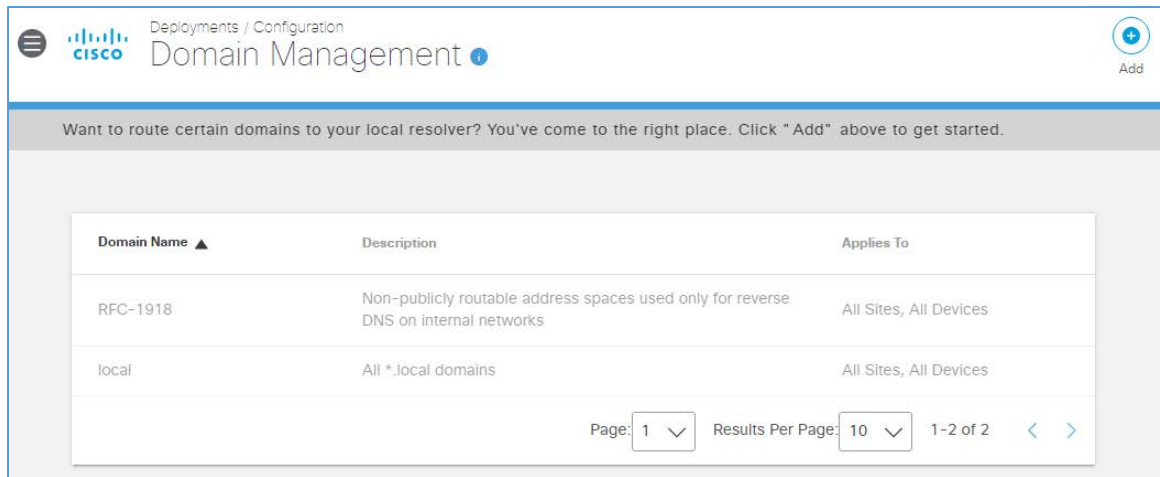 Deployments / Configuration
cisco
Domain Management
Add
Want to route certain domains to your local resolver? You've come to the right place. Click "Add" above to get started.
Domain Name Description Applies To
RFC-1918 Non-publicly routable address spaces used only for reverse DNS on internal networks All Sites, All Devices
local All *.local domains All Sites, All Devices
Page: 1 Results Per Page: 10 1-2 of 2